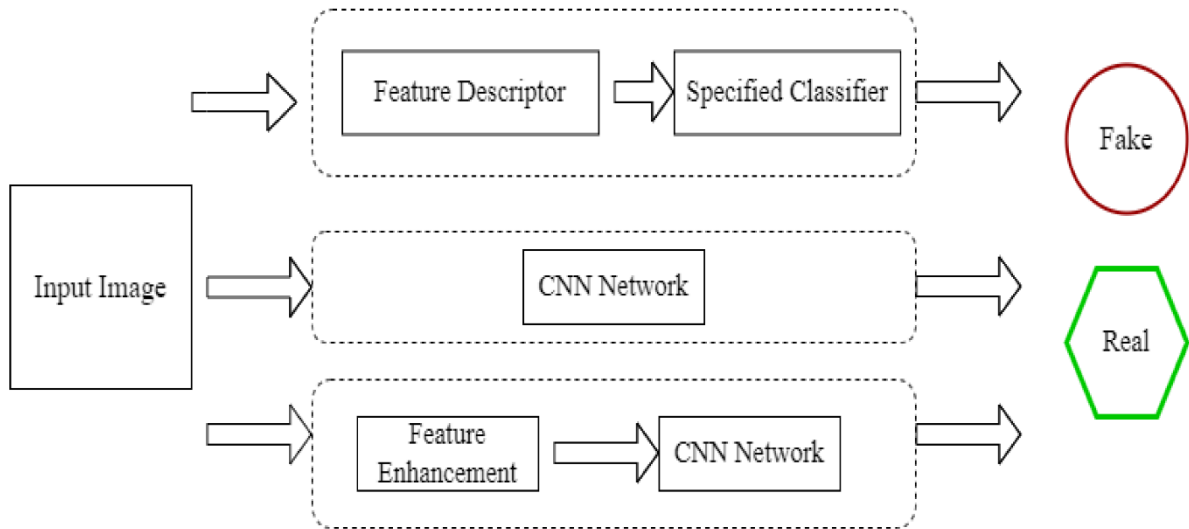 Feature Descriptor
Specified Classifier
Fake
Input Image
CNN Network
Real
Feature
Enhancement
CNN Network